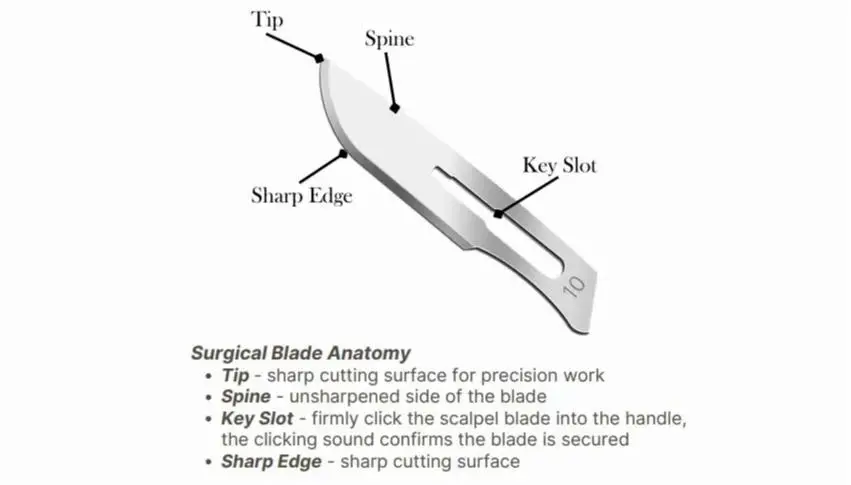 Tip
Spine
Key Slot
Sharp Edge
10
Surgical Blade Anatomy
• Tip - sharp cutting surface for precision work
• Spine - unsharpened side of the blade
• Key Slot - firmly click the scalpel blade into the handle,
the clicking sound confirms the blade is secured
• Sharp Edge - sharp cutting surface